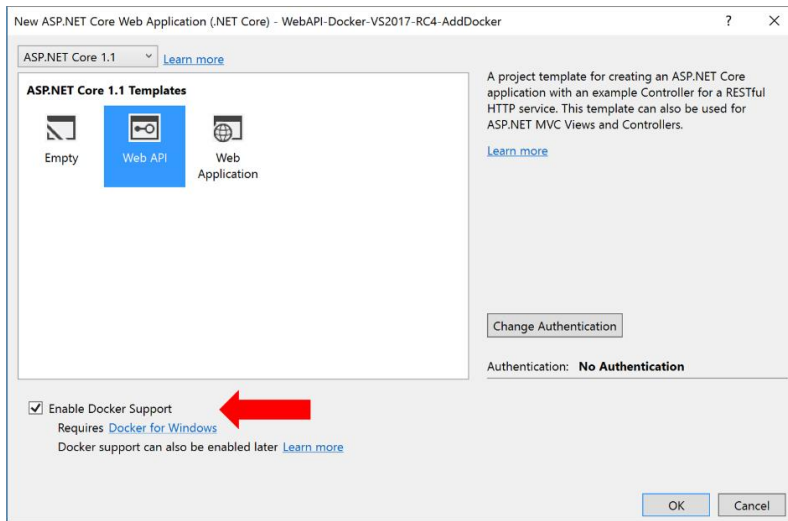 New ASP.NET Core Web Application (.NET Core) - WebAPI-Docker-VS2017-RC4-AddDocker
ASP.NET Core 1.1
Learn more
ASP.NET Core 1.1 Templates
Empty
Web API
Web
Application
A project template for creating an ASP.NET Core
application with an example Controller for a RESTful
HTTP service. This template can also be used for
ASP.NET MVC Views and Controllers.
Learn more
Change Authentication
Authentication: No Authentication
Enable Docker Support
Requires Docker for Windows
Docker support can also be enabled later Learn more
OK
Cancel